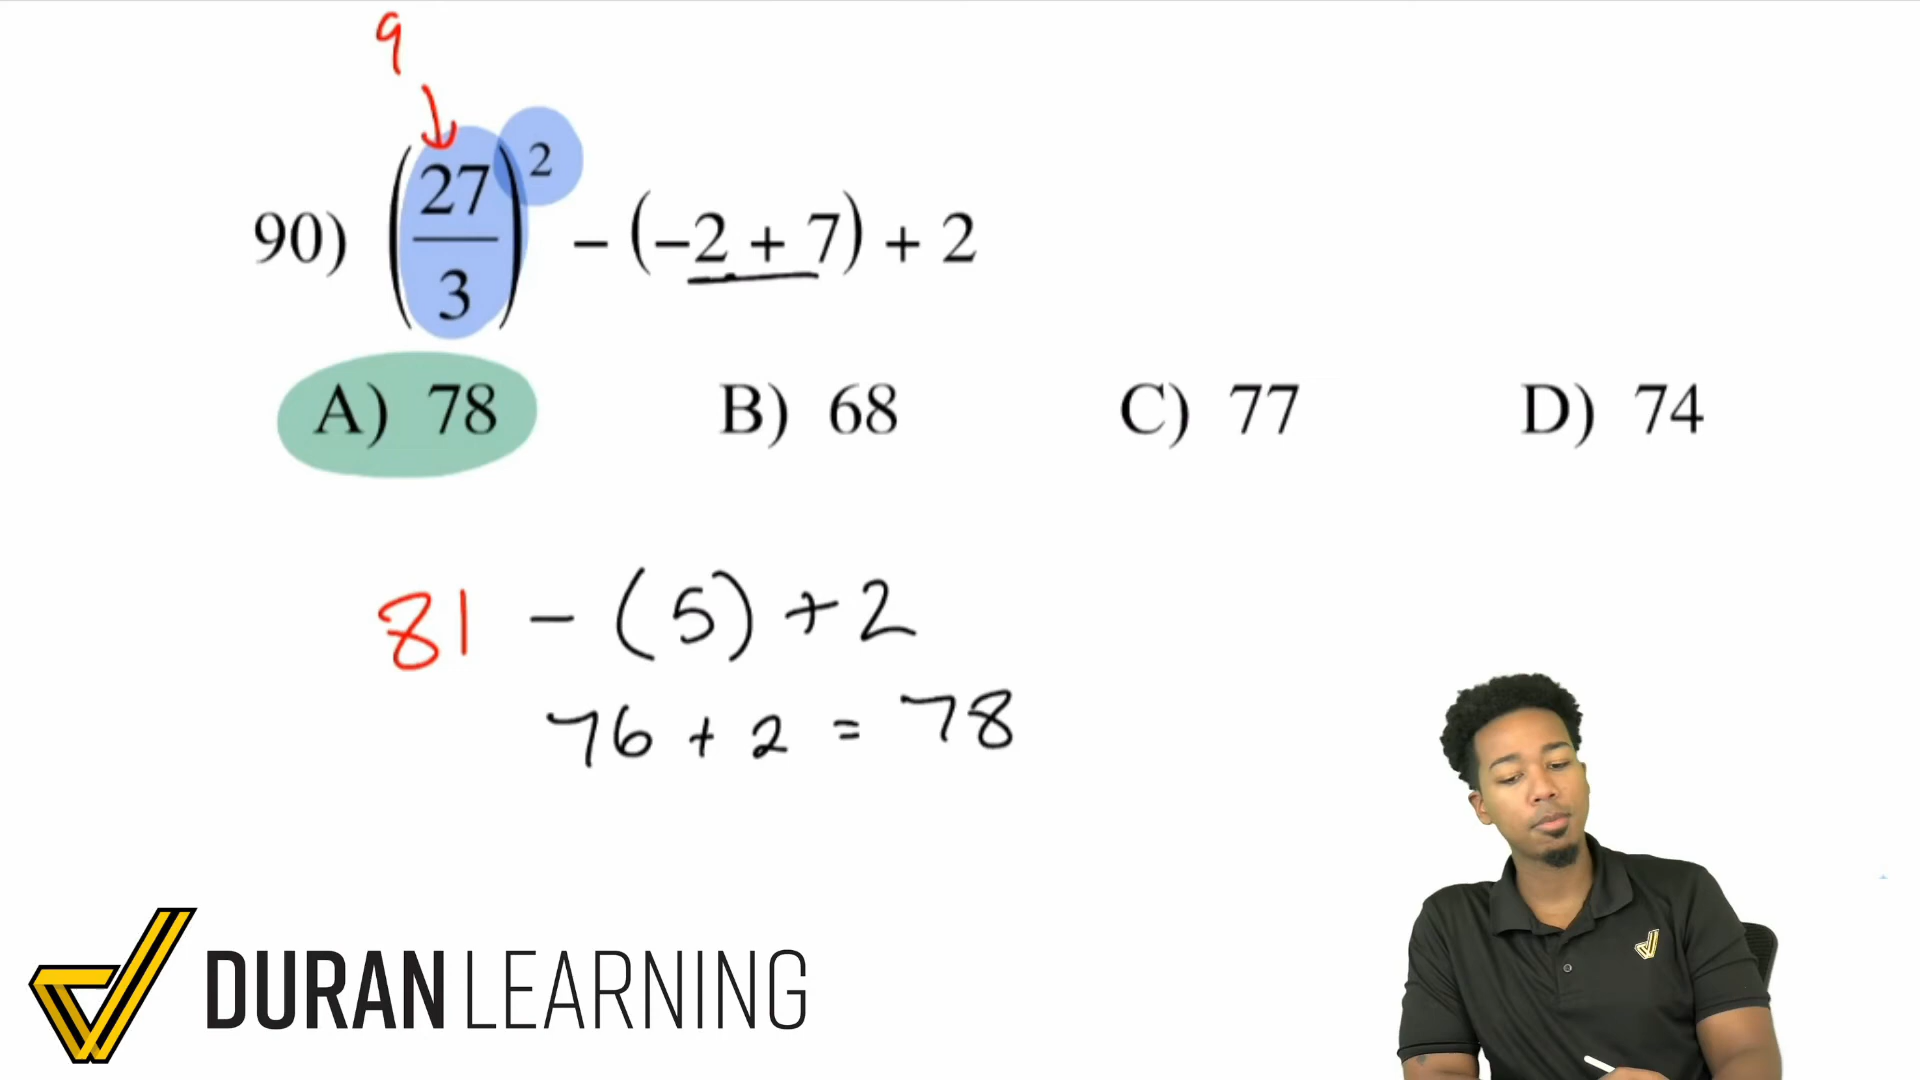 9
90) (27/3)^2 − (−2 + 7) + 2
A) 78 B) 68 C) 77 D) 74
81 − (5) + 2
76 + 2 = 78
DURAN LEARNING